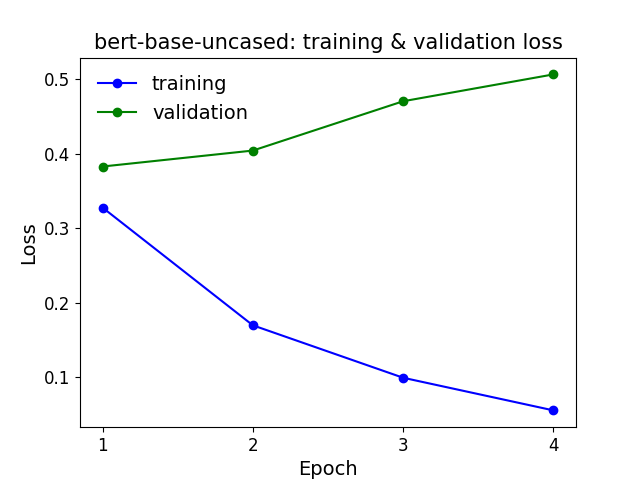 bert-base-uncased: training & validation loss
training
validation
0.5
0.4
0.3
0.2
0.1
Loss
1 2 3 4
Epoch